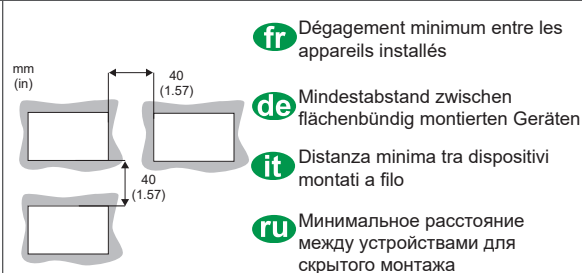 mm
(in)
40
(1.57)
40
(1.57)
fr Dégagement minimum entre les
appareils installés
de Mindestabstand zwischen
flächenbündig montierten Geräten
it Distanza minima tra dispositivi
montati a filo
ru Минимальное расстояние
между устройствами для
скрытого монтажа